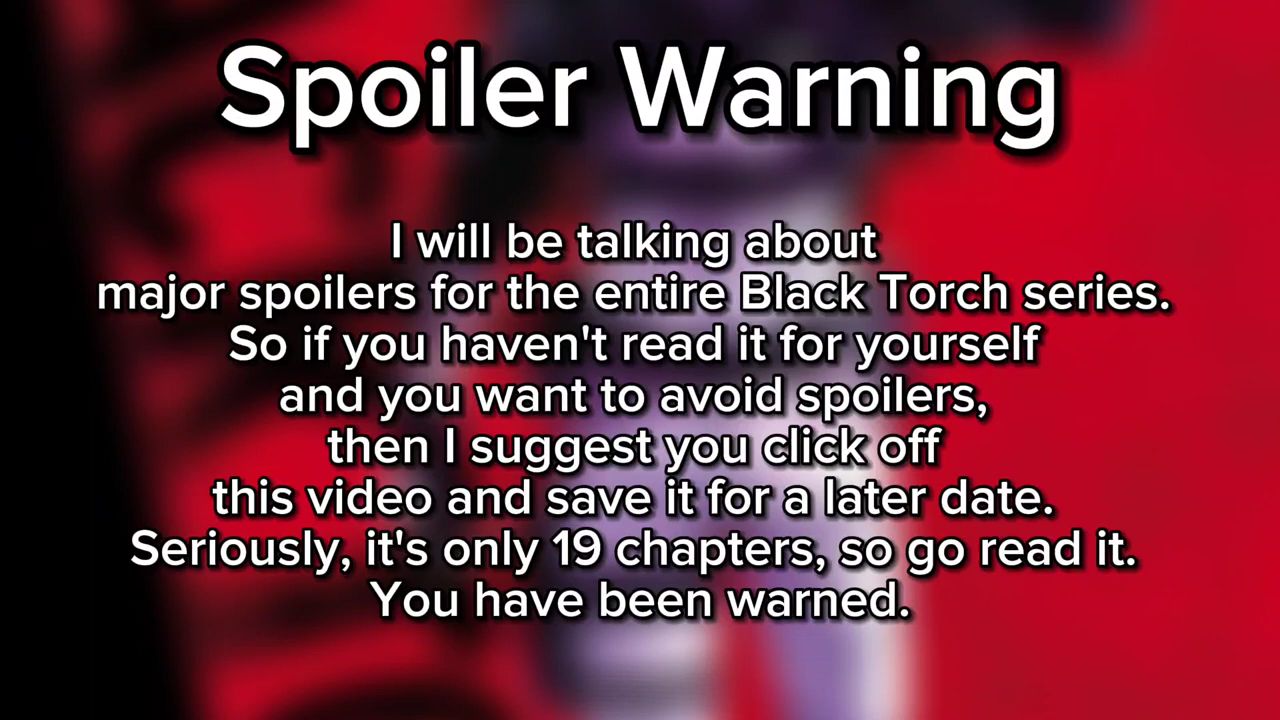 Spoiler Warning
I will be talking about
major spoilers for the entire Black Torch series.
So if you haven't read it for yourself
and you want to avoid spoilers,
then I suggest you click off
this video and save it for a later date.
Seriously, it's only 19 chapters, so go read it.
You have been warned.